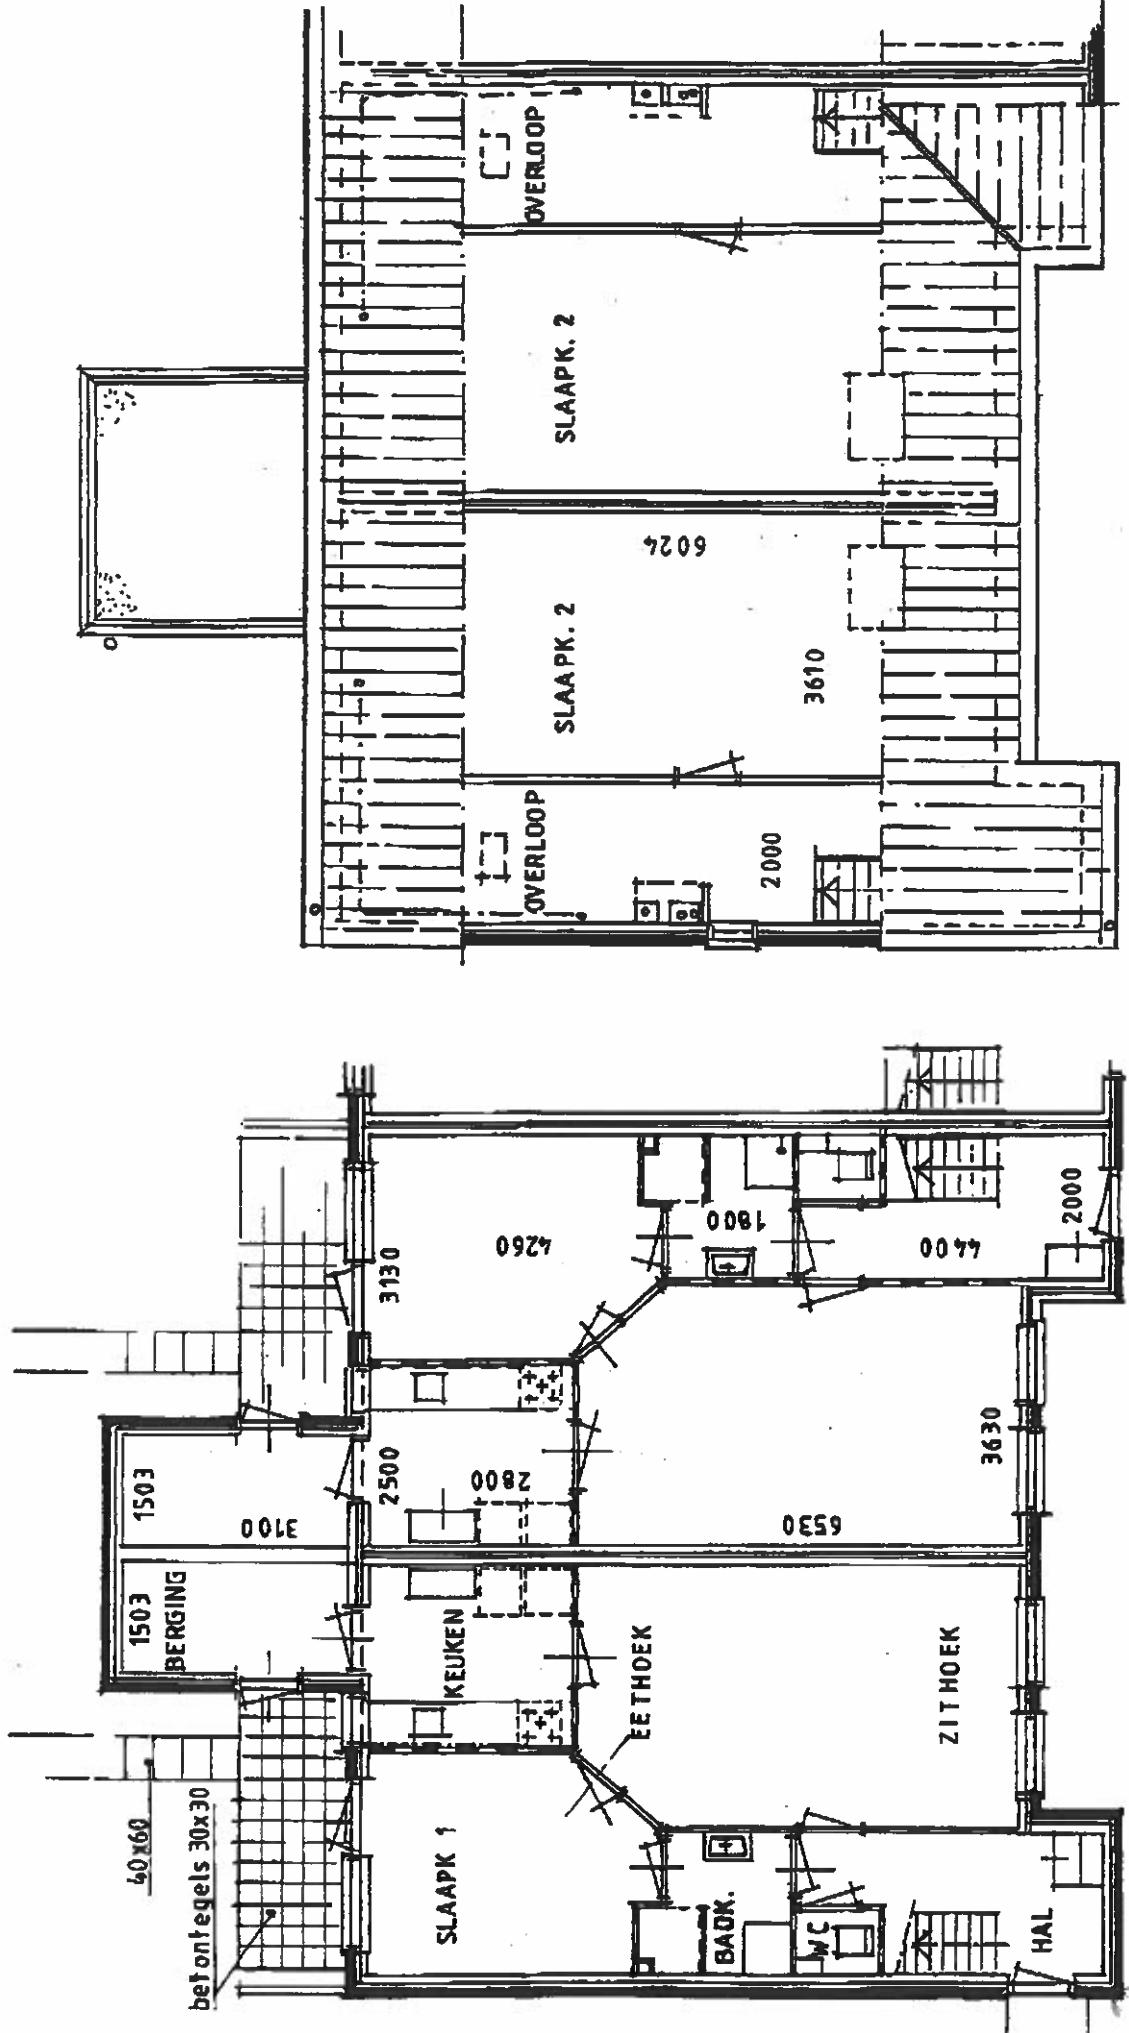 OVERLOOP
SLAAPK. 2
SLAAPK. 2
6024
3610
OVERLOOP
2000
3130
4260
1800
4400
2000
1503
3100
2500
2800
3630
6530
1503
BERGING
KEUKEN
EETHOEK
ZITHOEK
40x60
betontegels 30x30
SLAAPK 1
BADK.
WC
HAL